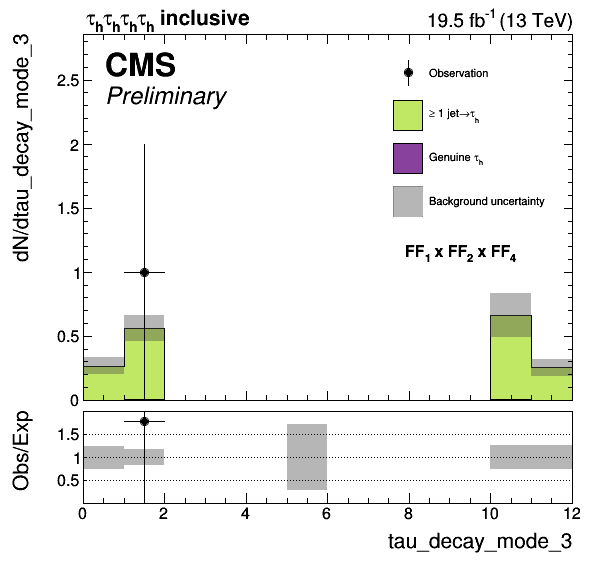 τhτhτhτh inclusive
19.5 fb⁻¹ (13 TeV)
CMS
Preliminary
Observation
≥ 1 jet→τh
Genuine τh
Background uncertainty
FF₁ x FF₂ x FF₄
dN/dtau_decay_mode_3
2.5
2
1.5
1
0.5
0
Obs/Exp
1.5
1
0.5
0 2 4 6 8 10 12
tau_decay_mode_3